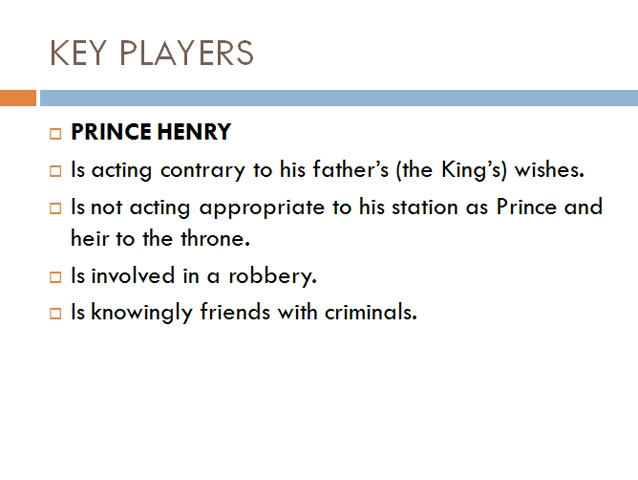 KEY PLAYERS
PRINCE HENRY
Is acting contrary to his father's (the King's) wishes.
Is not acting appropriate to his station as Prince and
heir to the throne.
Is involved in a robbery.
Is knowingly friends with criminals.